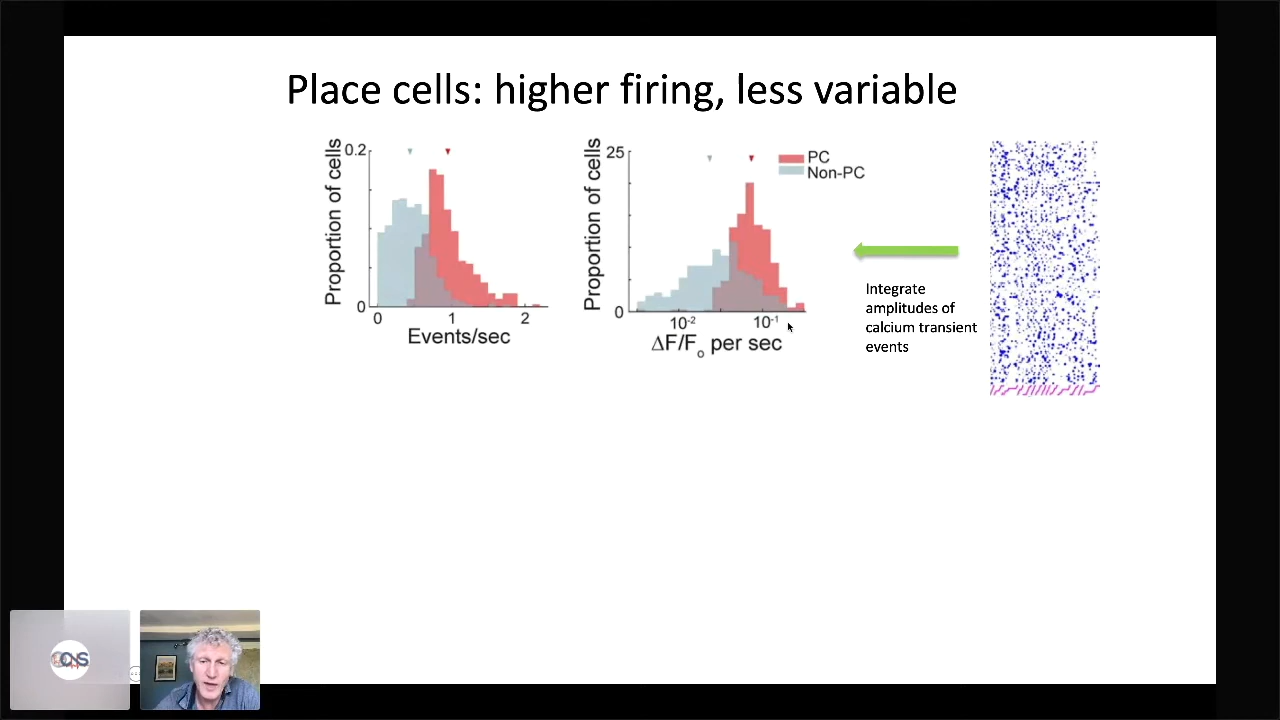 Place cells: higher firing, less variable
Proportion of cells
0.2
0
0
1
2
Events/sec
Proportion of cells
25
0
10-2
10-1
ΔF/Fo per sec
PC
Non-PC
Integrate
amplitudes of
calcium transient
events